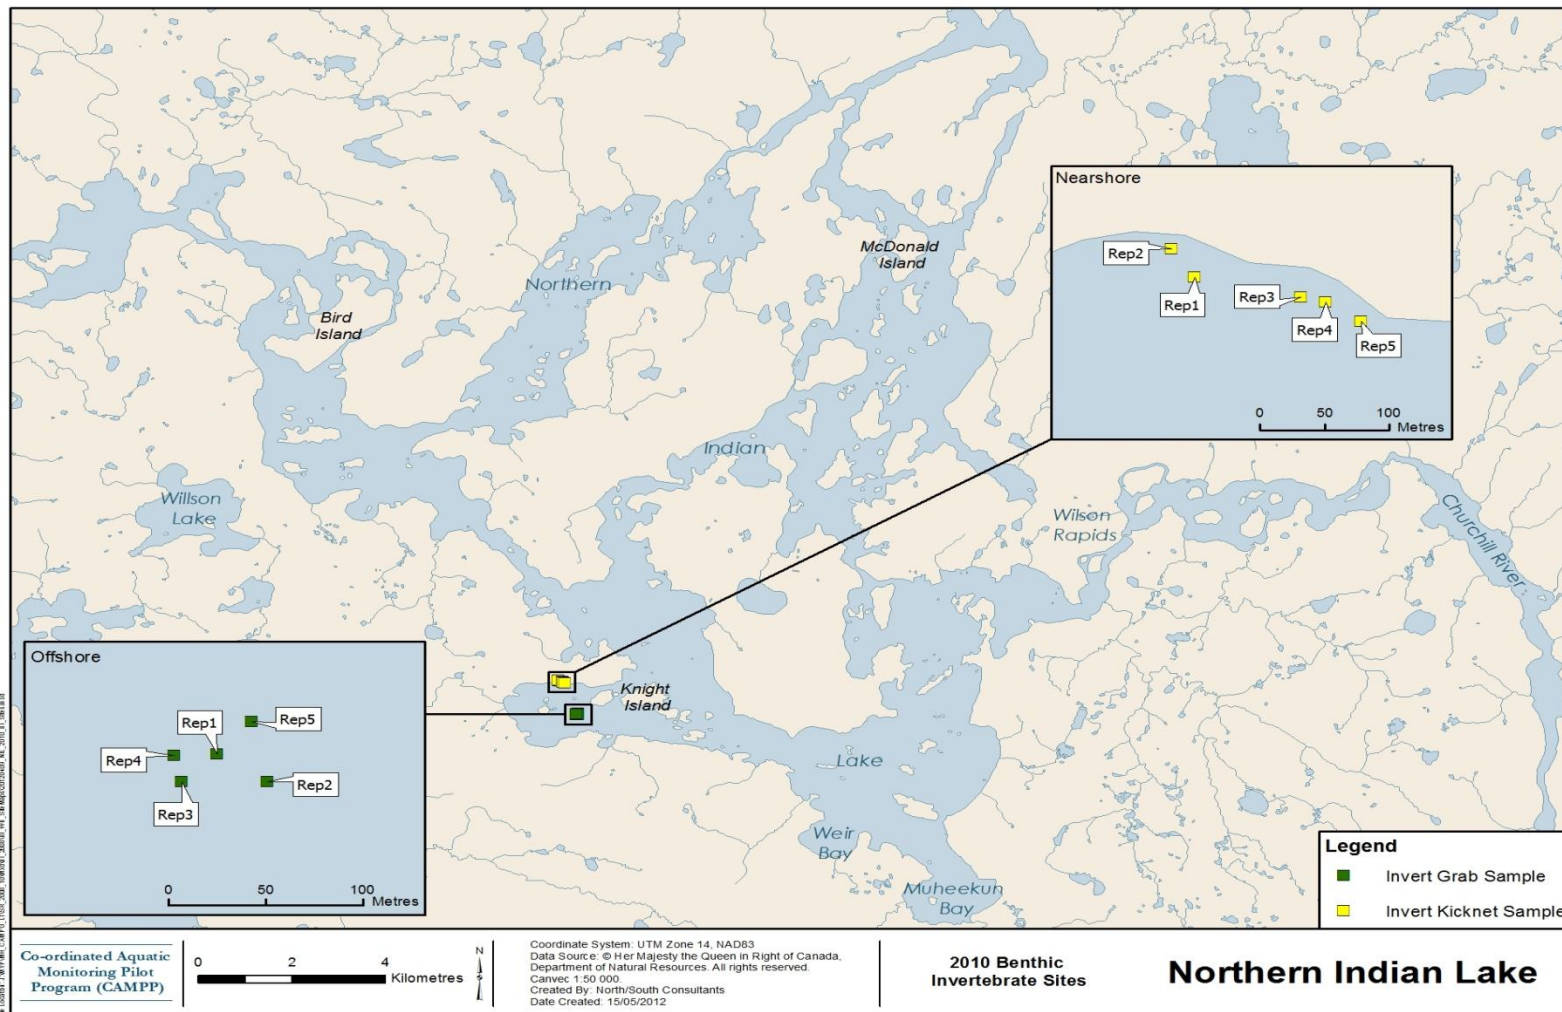 Nearshore
Rep2
Rep1
Rep3
Rep4
Rep5
0 50 100
Metres
McDonald
Island
Northern
Bird
Island
Indian
Willson
Lake
Wilson
Rapids
Churchill River
Offshore
Rep5
Rep1
Rep4
Rep2
Rep3
0 50 100
Metres
Knight
Island
Lake
Weir
Bay
Muheekun
Bay
Legend
Invert Grab Sample
Invert Kicknet Sample
Co-ordinated Aquatic
Monitoring Pilot
Program (CAMPP)
0 2 4
Kilometres
N
Coordinate System: UTM Zone 14, NAD83
Data Source: © Her Majesty the Queen in Right of Canada,
Department of Natural Resources. All rights reserved.
Canvec 1:50 000.
Created By: North/South Consultants
Date Created: 15/05/2012
2010 Benthic
Invertebrate Sites
Northern Indian Lake